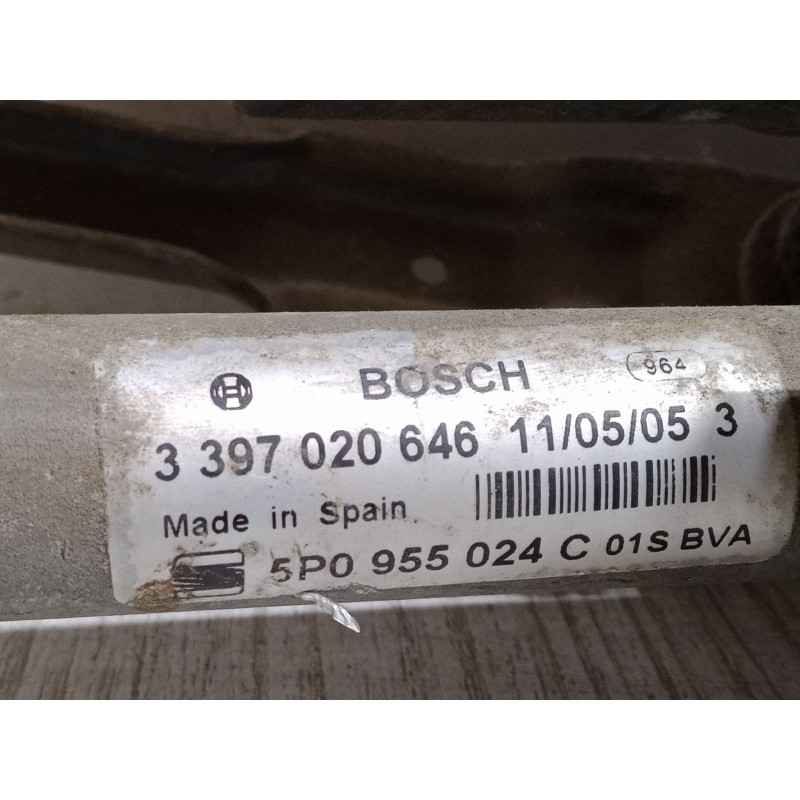 BOSCH 964
3 397 020 646 11/05/05 3
Made in Spain
5P0 955 024 C 01S BVA